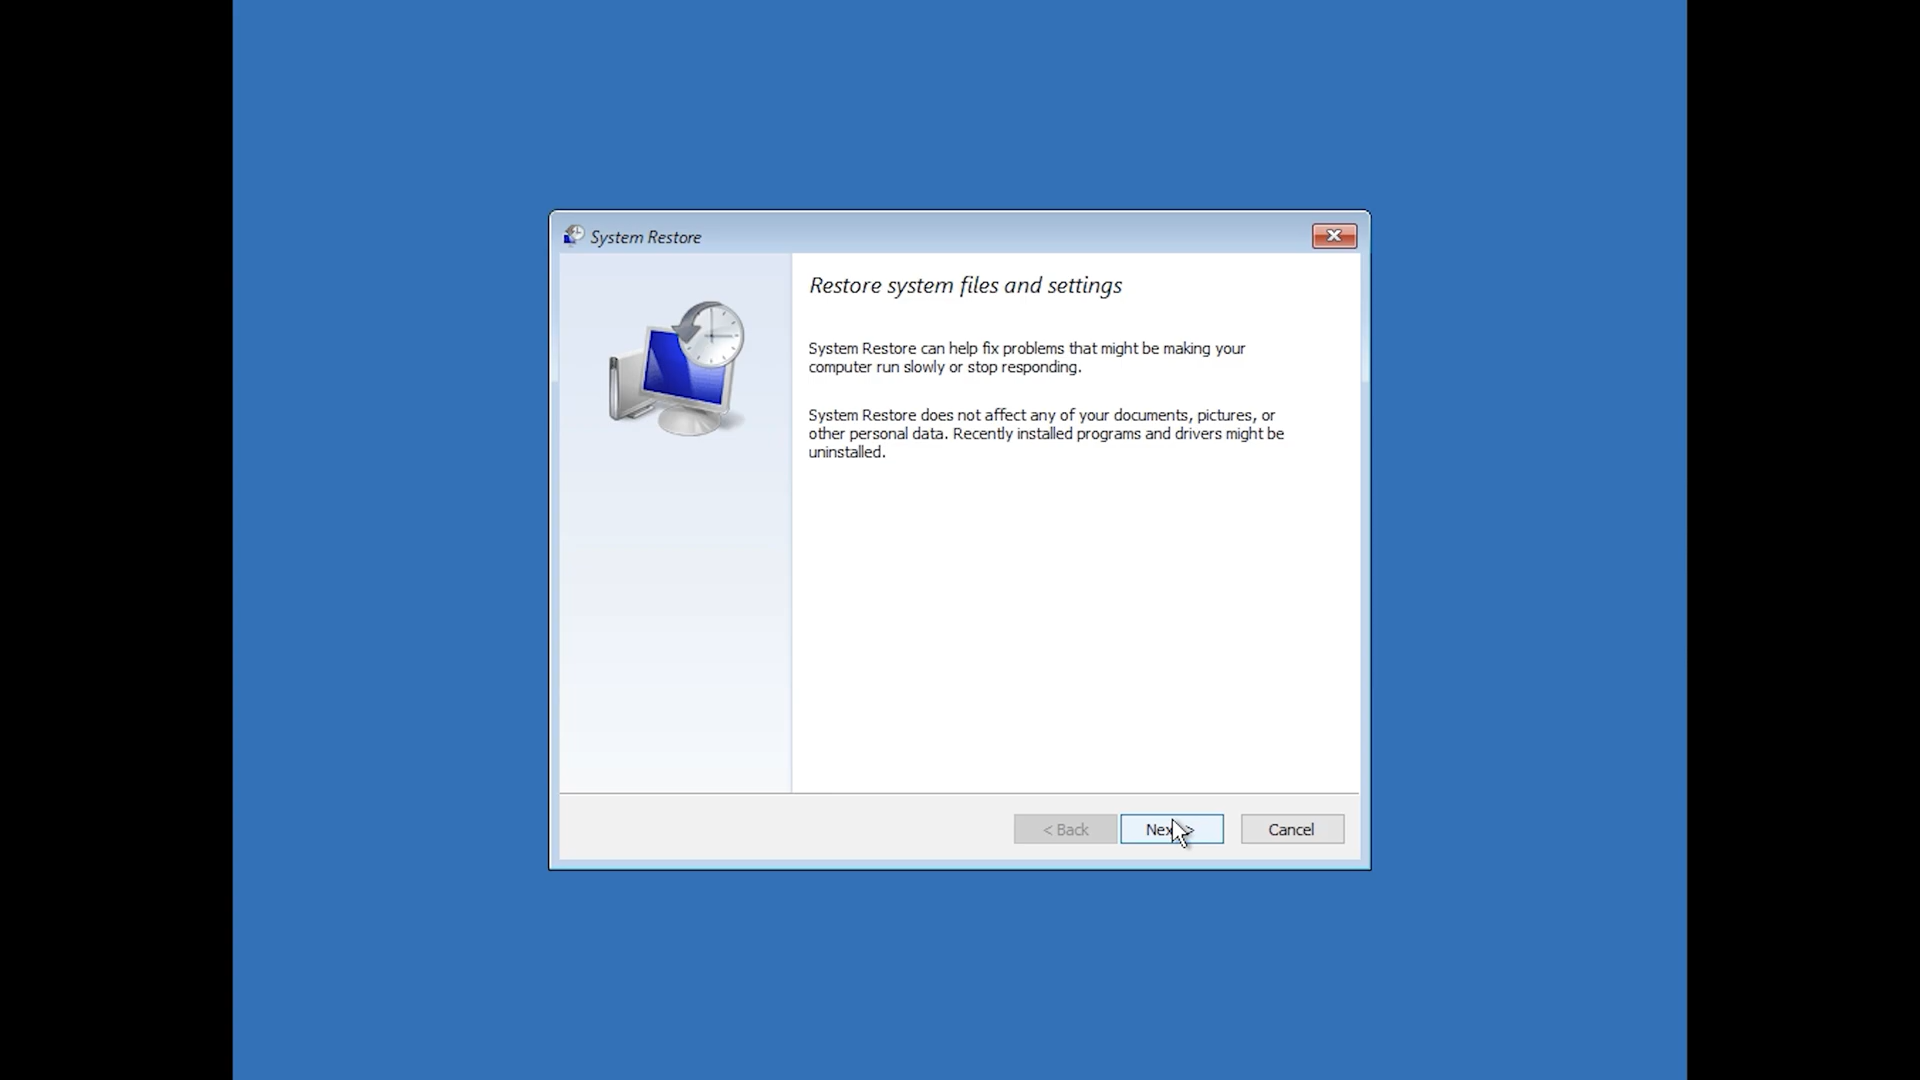 System Restore
Restore system files and settings
System Restore can help fix problems that might be making your
computer run slowly or stop responding.
System Restore does not affect any of your documents, pictures, or
other personal data. Recently installed programs and drivers might be
uninstalled.
< Back
Next >
Cancel